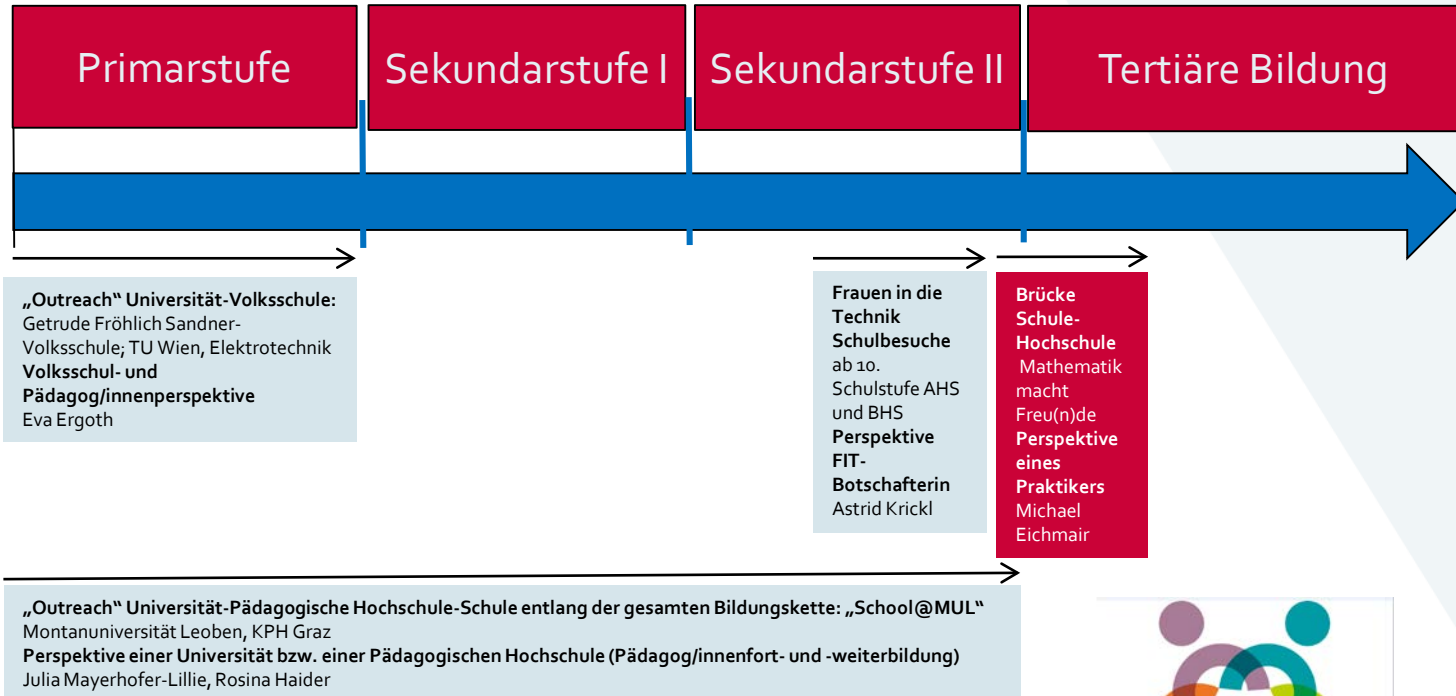 Primarstufe
Sekundarstufe I
Sekundarstufe II
Tertiäre Bildung
„Outreach“ Universität-Volksschule:
Getrude Fröhlich Sandner-
Volksschule; TU Wien, Elektrotechnik
Volksschul- und
Pädagog/innenperspektive
Eva Ergoth
Frauen in die
Technik
Schulbesuche
ab 10.
Schulstufe AHS
und BHS
Perspektive
FIT-
Botschafterin
Astrid Krickl
Brücke
Schule-
Hochschule
Mathematik
macht
Freu(n)de
Perspektive
eines
Praktikers
Michael
Eichmair
„Outreach“ Universität-Pädagogische Hochschule-Schule entlang der gesamten Bildungskette: „School@MUL“
Montanuniversität Leoben, KPH Graz
Perspektive einer Universität bzw. einer Pädagogischen Hochschule (Pädagog/innenfort- und -weiterbildung)
Julia Mayerhofer-Lillie, Rosina Haider